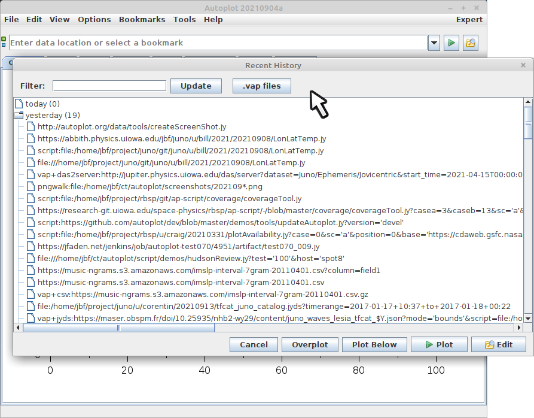 Autoplot 20210904a
File Edit View Options Bookmarks Tools Help Expert
Enter data location or select a bookmark
Recent History
Filter: Update .vap files
today (0)
yesterday (19)
http://autoplot.org/data/tools/createScreenShot.jy
https://abbith.physics.uiowa.edu/jbf/juno/u/bill/2021/20210908/LonLatTemp.jy
script:file:/home/jbf/project/juno/git/juno/u/bill/2021/20210908/LonLatTemp.jy
file:///home/jbf/project/juno/git/juno/u/bill/2021/20210908/LonLatTemp.jy
vap+das2server:http://jupiter.physics.uiowa.edu/das/server?dataset=Juno/Ephemeris/Jovicentric&start_time=2021-04-15T00:00:0
pngwalk:file:/home/jbf/ct/autoplot/screenshots/202109*.png
script:file:/home/jbf/project/rbsp/git/ap-script/coverage/coverageTool.jy
https://research-git.uiowa.edu/space-physics/rbsp/ap-script/-/blob/master/coverage/coverageTool.jy?casea=3&caseb=13&sc='a'&
script:https://github.com/autoplot/dev/blob/master/demos/tools/updateAutoplot.jy?version='devel'
script:file:/home/jbf/project/rbsp/u/craig/20200331/plotAvailability.jy?case=0&sc='a'&position=0&base='https://cdaweb.gsfc.nasa
https://jfaden.net/jenkins/job/autoplot-test070/4951/artifact/test070_009.jy
file:///home/jbf/ct/autoplot/script/demos/hudsonReview.jy?test='100'&host='spot8'
https://music-ngrams.s3.amazonaws.com/imslp-interval-7gram-20110401.csv?column=field1
https://music-ngrams.s3.amazonaws.com/imslp-interval-7gram-20110401.csv
vap+csv:https://music-ngrams.s3.amazonaws.com/imslp-interval-7gram-20110401.csv.gz
file:/home/jbf/project/juno/u/corentin/20210913/tfcat_juno_catalog.jyds?timerange=2017-01-17+10:37+to+2017-01-18+00:22
vap+jyds:https://maser.obspm.fr/doi/10.25935/nhb2-wy29/content/juno_waves_lesia_tfcat_$Y.json?mode='bounds'&script=file:/ho
Cancel Overplot Plot Below Plot Edit
0 20 40 60 80 100